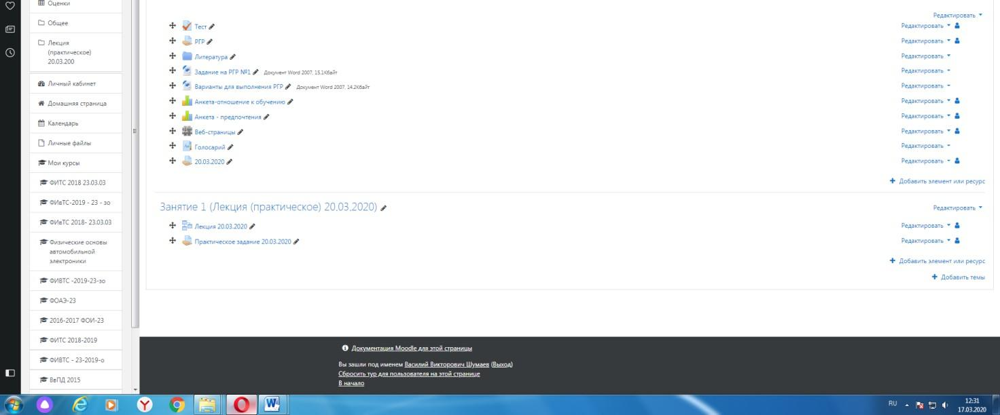 Оценки
Общее
Лекция
(практическое)
20.03.200
Личный кабинет
Домашняя страница
Календарь
Личные файлы
Мои курсы
ФИТС 2018 23.03.03
ФИвТС-2019 - 23 - зо
ФИвТС 2018- 23.03.03
Физические основы
автомобильной
электроники
ФИВТС -2019-23-зо
ФОАЭ-23
2016-2017 ФОИ-23
ФИТС 2018-2019
ФИВТС - 23-2019-о
ВвПД 2015
Редактировать
Тест Редактировать
РГР Редактировать
Литература Редактировать
Задание на РГР №1 Документ Word 2007, 15.1Кбайт Редактировать
Варианты для выполнения РГР Документ Word 2007, 14.2Кбайт Редактировать
Анкета-отношение к обучению Редактировать
Анкета - предпочтения Редактировать
Веб-страницы Редактировать
Голосарий Редактировать
20.03.2020 Редактировать
Добавить элемент или ресурс
Занятие 1 (Лекция (практическое) 20.03.2020) Редактировать
Лекция 20.03.2020 Редактировать
Практическое задание 20.03.2020 Редактировать
Добавить элемент или ресурс
Добавить темы
Документация Moodle для этой страницы
Вы зашли под именем Василий Викторович Шумаев (Выход)
Сбросить тур для пользователя на этой странице
В начало
RU
12:31
17.03.2020